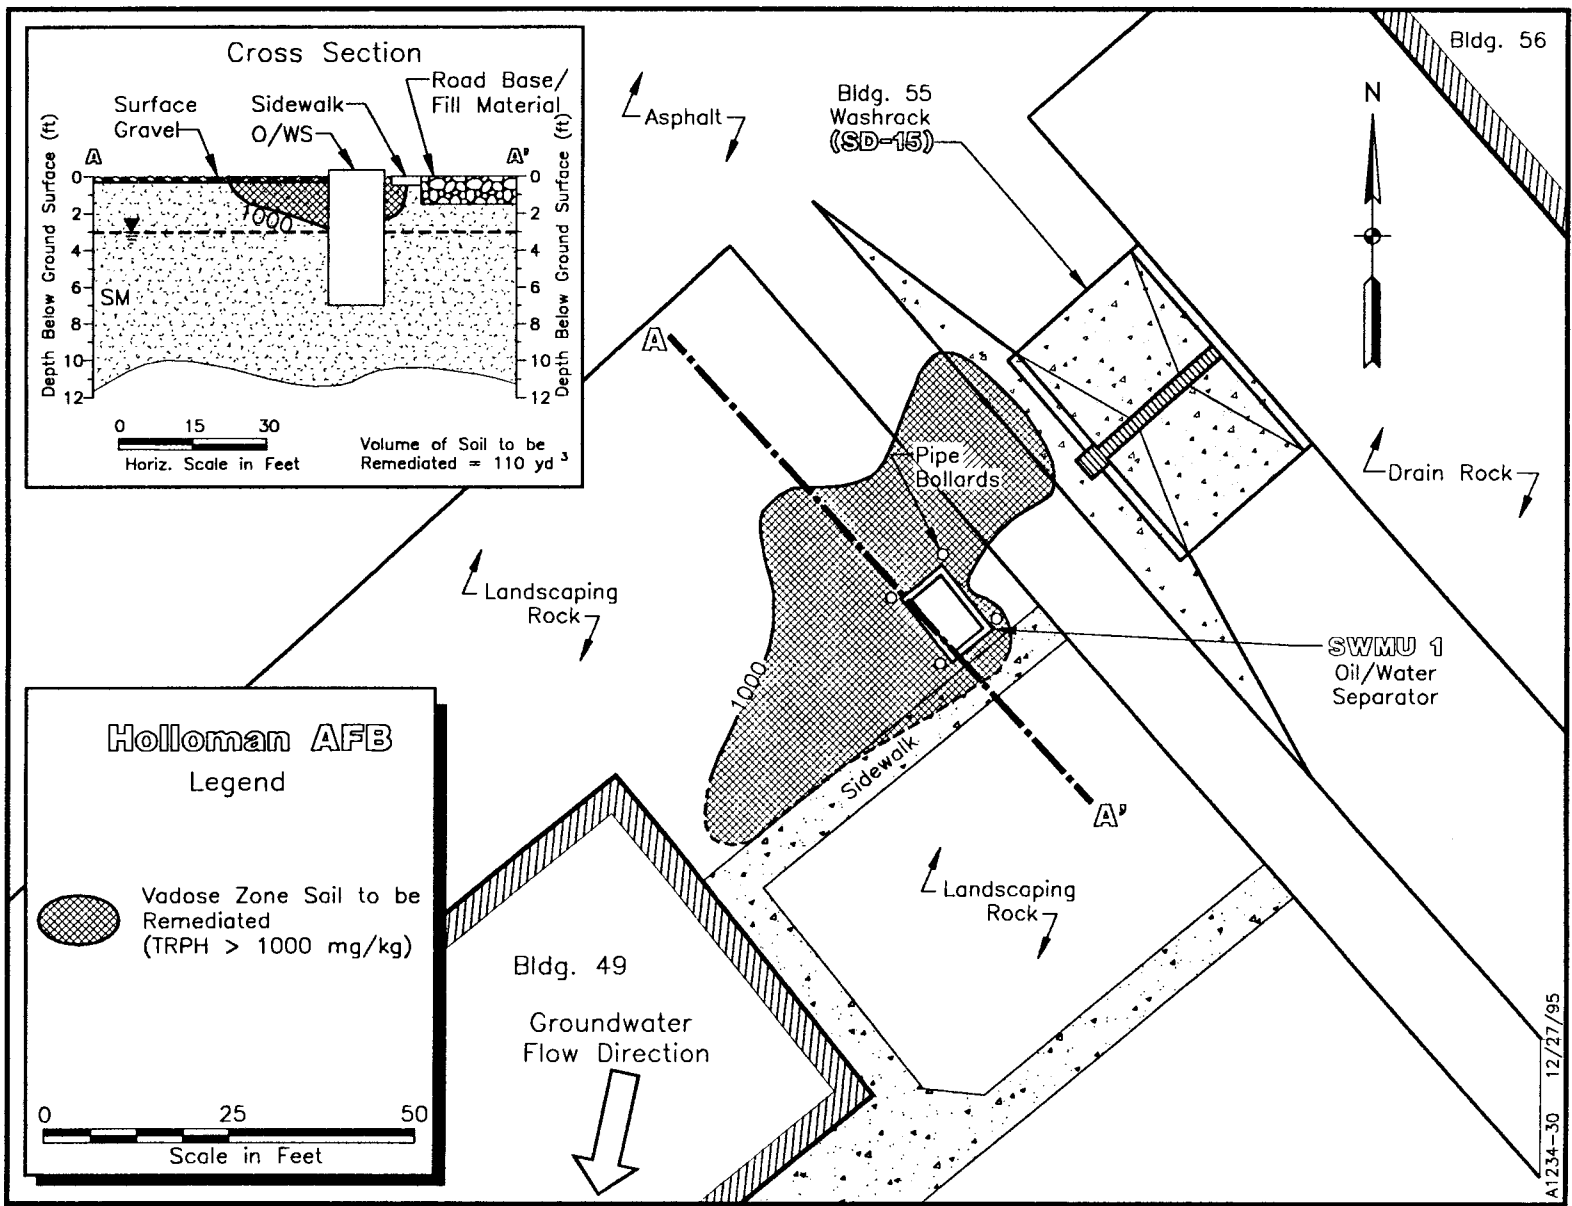 Cross Section
Surface
Gravel
Sidewalk
O/WS
Road Base/
Fill Material
A
A'
Depth Below Ground Surface (ft)
0
2
4
6
8
10
12
1000
SM
0
2
4
6
8
10
12
Depth Below Ground Surface (ft)
0 15 30
Horiz. Scale in Feet
Volume of Soil to be
Remediated = 110 yd 3
Asphalt
Bldg. 55
Washrack
(SD-15)
Bldg. 56
N
A
Pipe
Bollards
Drain Rock
Landscaping
Rock
SWMU 1
Oil/Water
Separator
1000
Sidewalk
A'
Landscaping
Rock
Holloman AFB
Legend
Vadose Zone Soil to be
Remediated
(TRPH > 1000 mg/kg)
0 25 50
Scale in Feet
Bldg. 49
Groundwater
Flow Direction
A1234-30 12/27/95